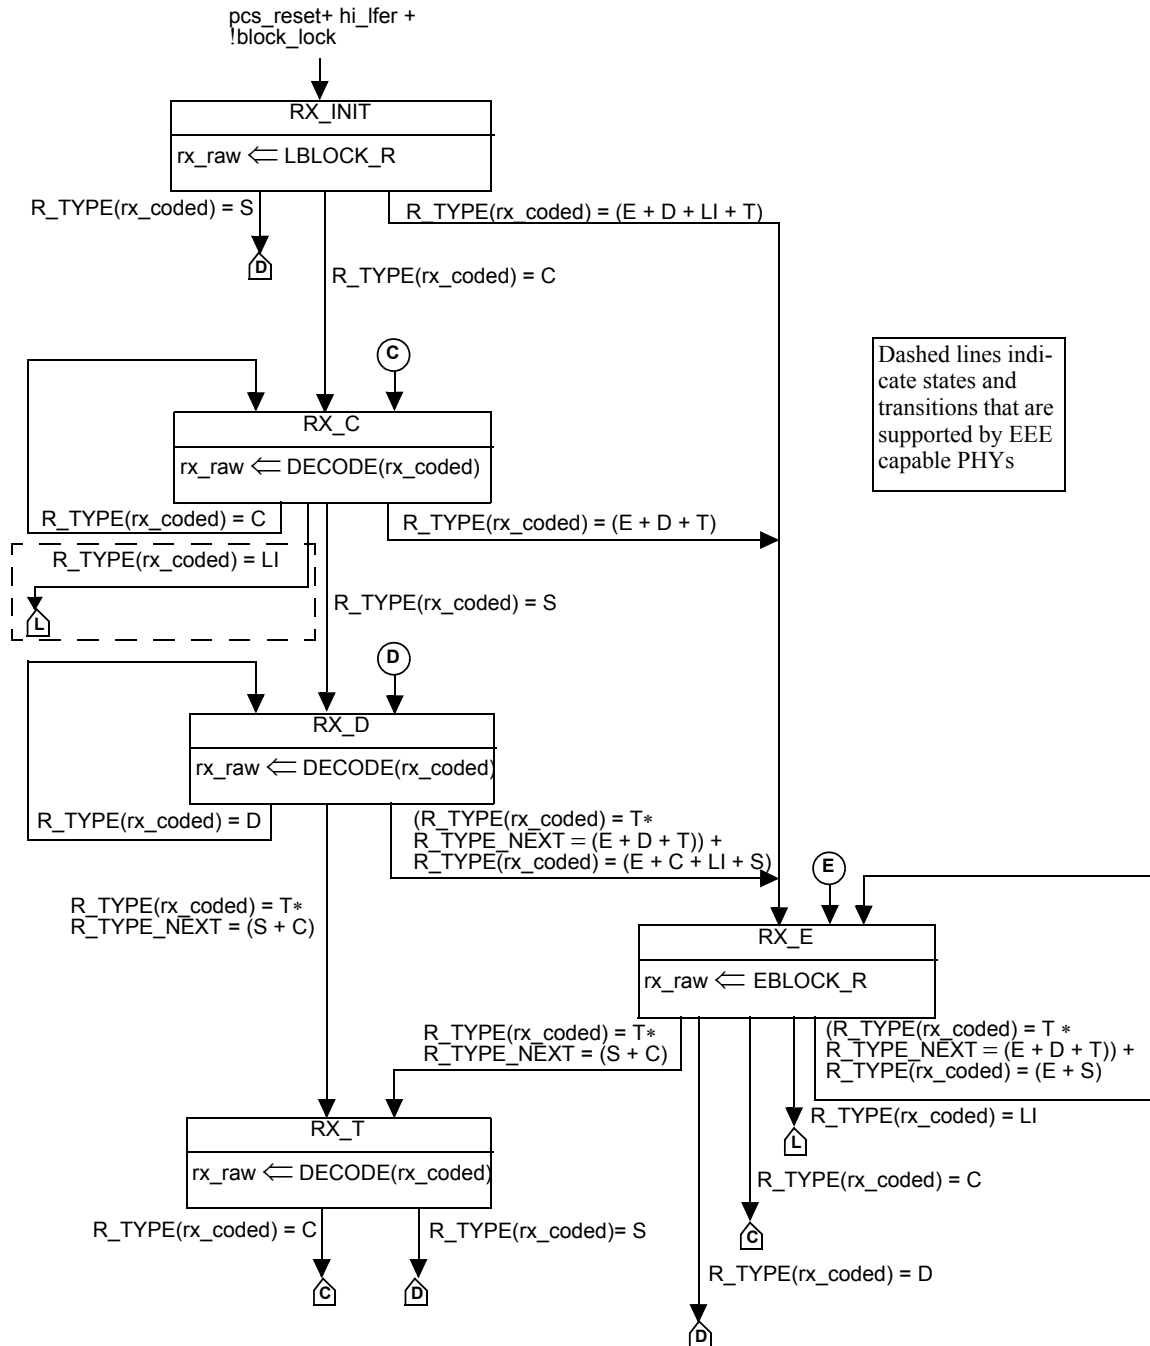 pcs_reset+ hi_lfer +
!block_lock
RX_INIT
rx_raw ⇐ LBLOCK_R
R_TYPE(rx_coded) = S
R_TYPE(rx_coded) = (E + D + LI + T)
D
R_TYPE(rx_coded) = C
C
Dashed lines indi-
cate states and
transitions that are
supported by EEE
capable PHYs
RX_C
rx_raw ⇐ DECODE(rx_coded)
R_TYPE(rx_coded) = C
R_TYPE(rx_coded) = (E + D + T)
R_TYPE(rx_coded) = LI
L
R_TYPE(rx_coded) = S
D
RX_D
rx_raw ⇐ DECODE(rx_coded)
R_TYPE(rx_coded) = D
(R_TYPE(rx_coded) = T*
R_TYPE_NEXT = (E + D + T)) +
R_TYPE(rx_coded) = (E + C + LI + S)
E
R_TYPE(rx_coded) = T*
R_TYPE_NEXT = (S + C)
RX_E
rx_raw ⇐ EBLOCK_R
R_TYPE(rx_coded) = T*
R_TYPE_NEXT = (S + C)
(R_TYPE(rx_coded) = T *
R_TYPE_NEXT = (E + D + T)) +
R_TYPE(rx_coded) = (E + S)
R_TYPE(rx_coded) = LI
L
RX_T
rx_raw ⇐ DECODE(rx_coded)
R_TYPE(rx_coded) = C
R_TYPE(rx_coded)= S
R_TYPE(rx_coded) = C
C
C
D
R_TYPE(rx_coded) = D
D